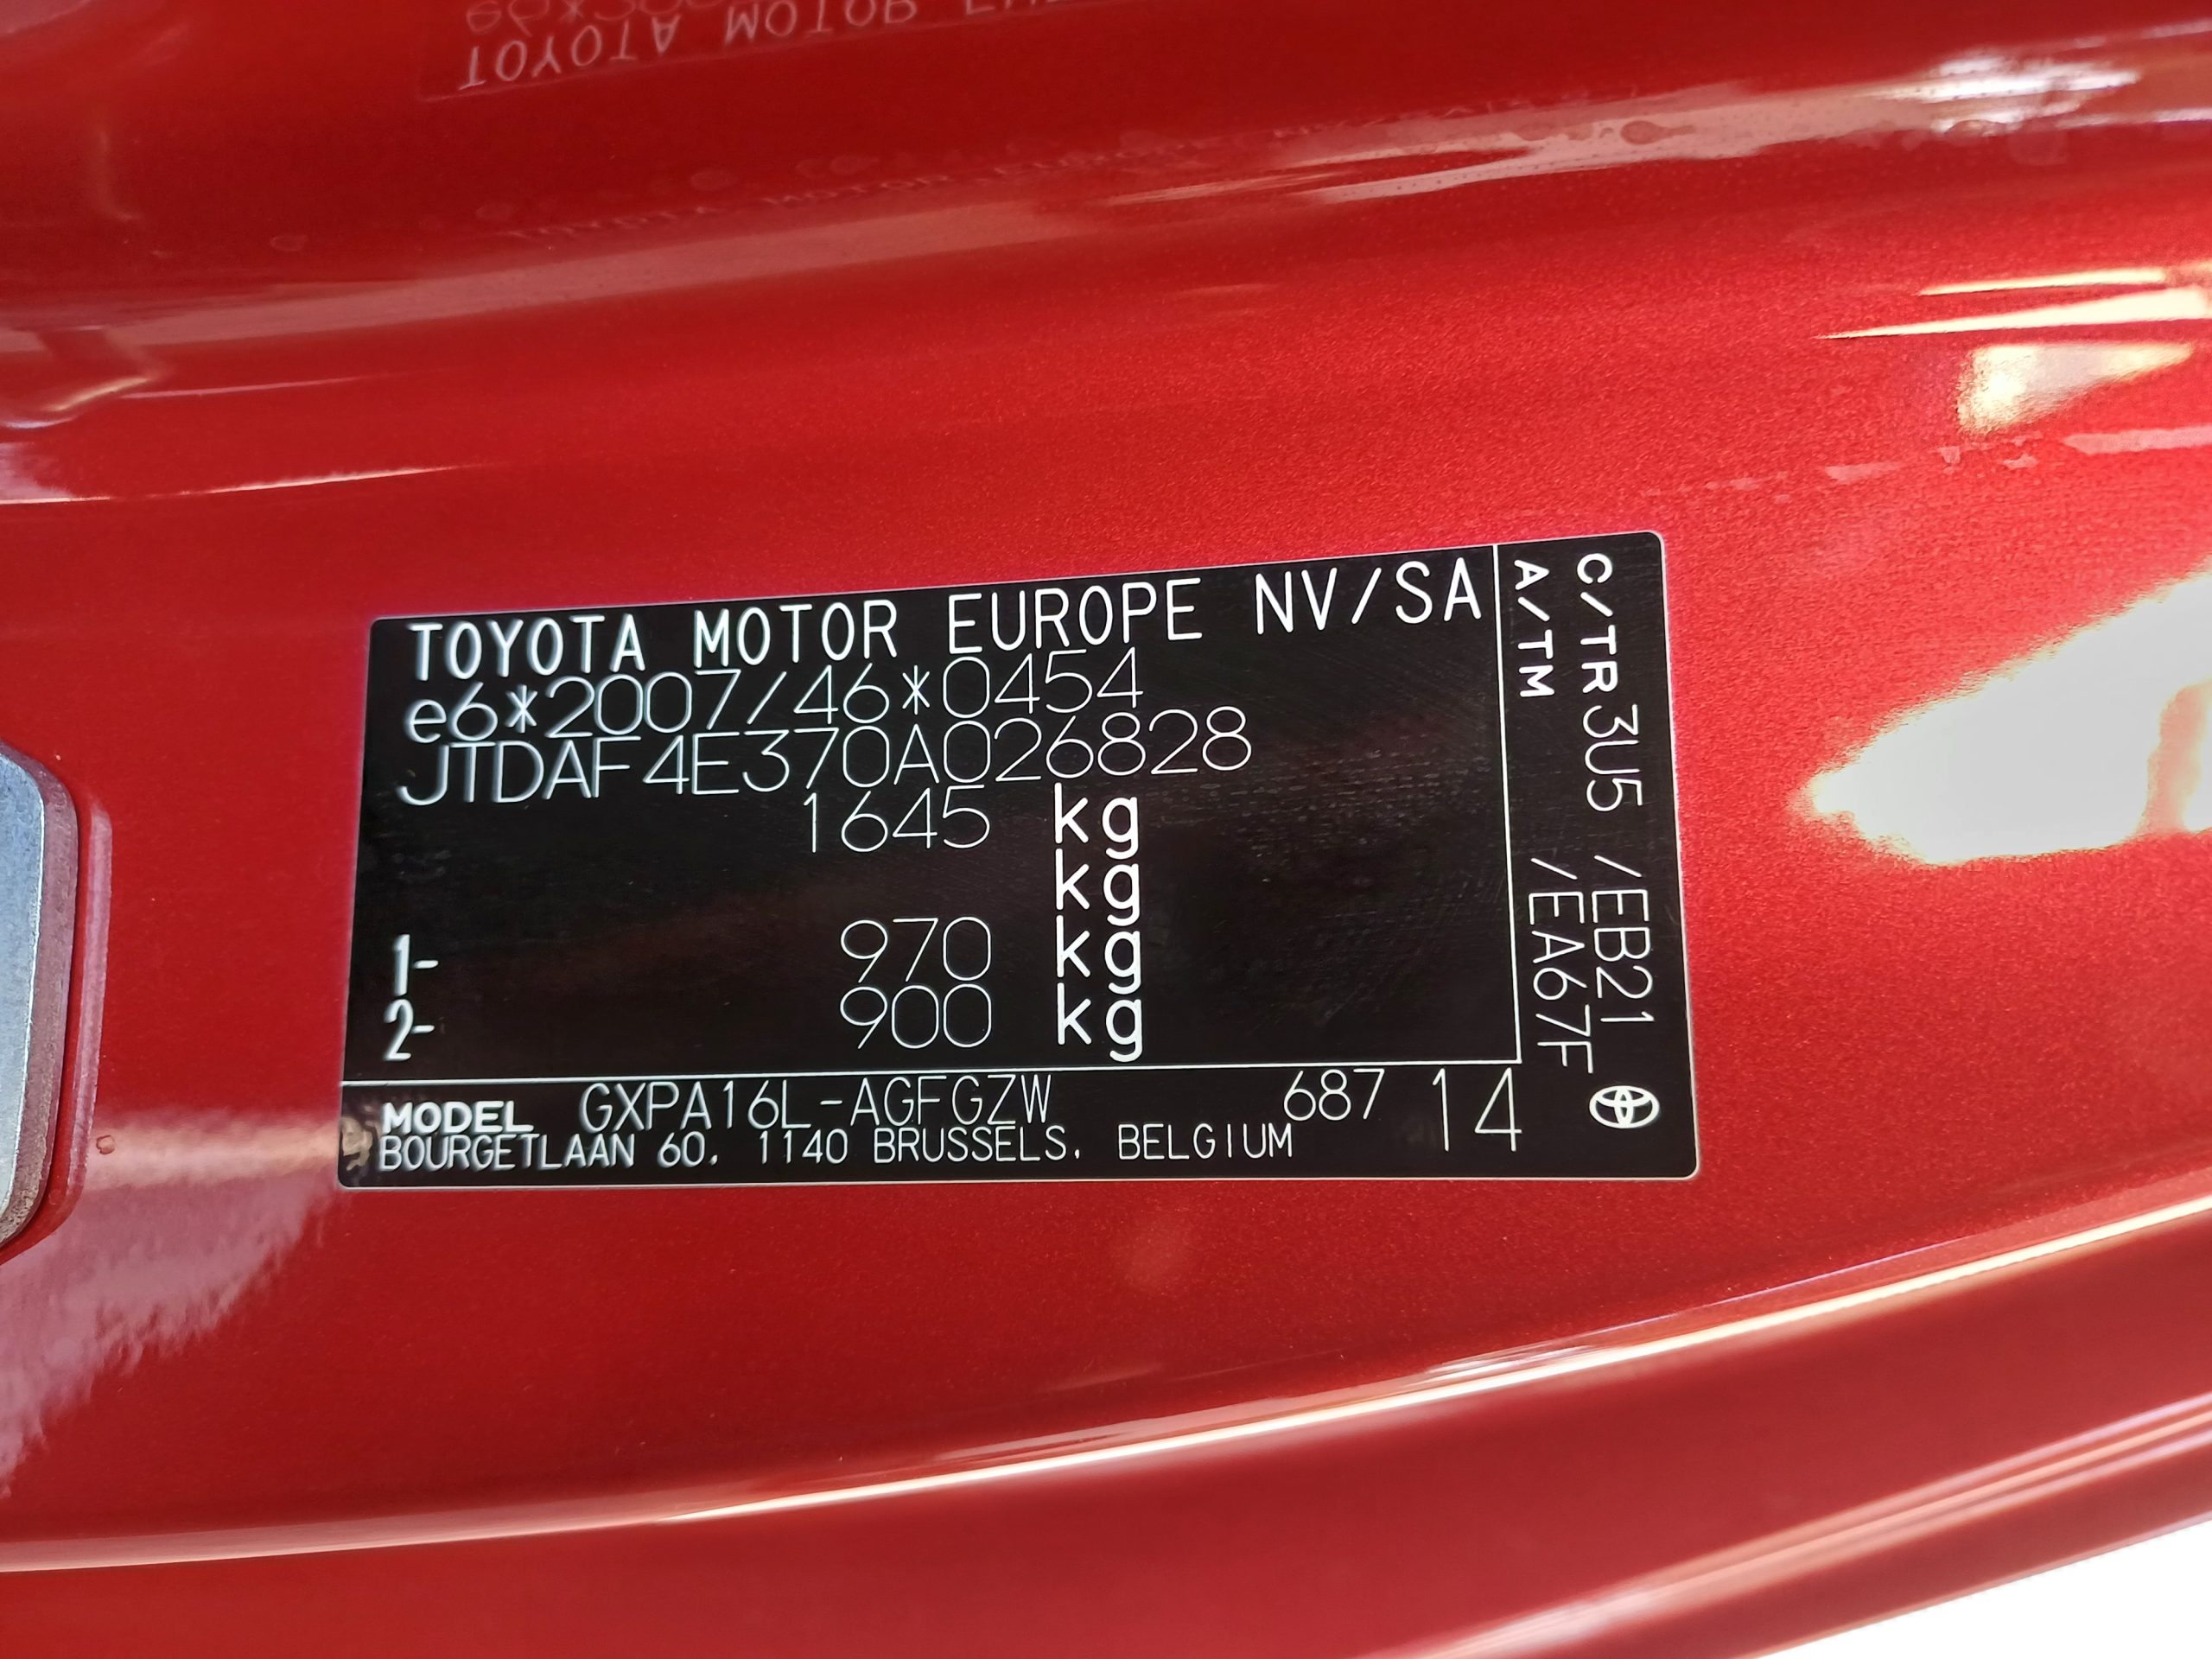 TOYOTA MOTOR EUROPE NV/SA
e6*2007/46*0454
JTDAF4E370A026828
1645 kg
kg
1- 970 kg
2- 900 kg
C/TR 3U5 /EB21
A/TM /EA67F
MODEL GXPA16L-AGFGZW 687 14
BOURGETLAAN 60. 1140 BRUSSELS. BELGIUM